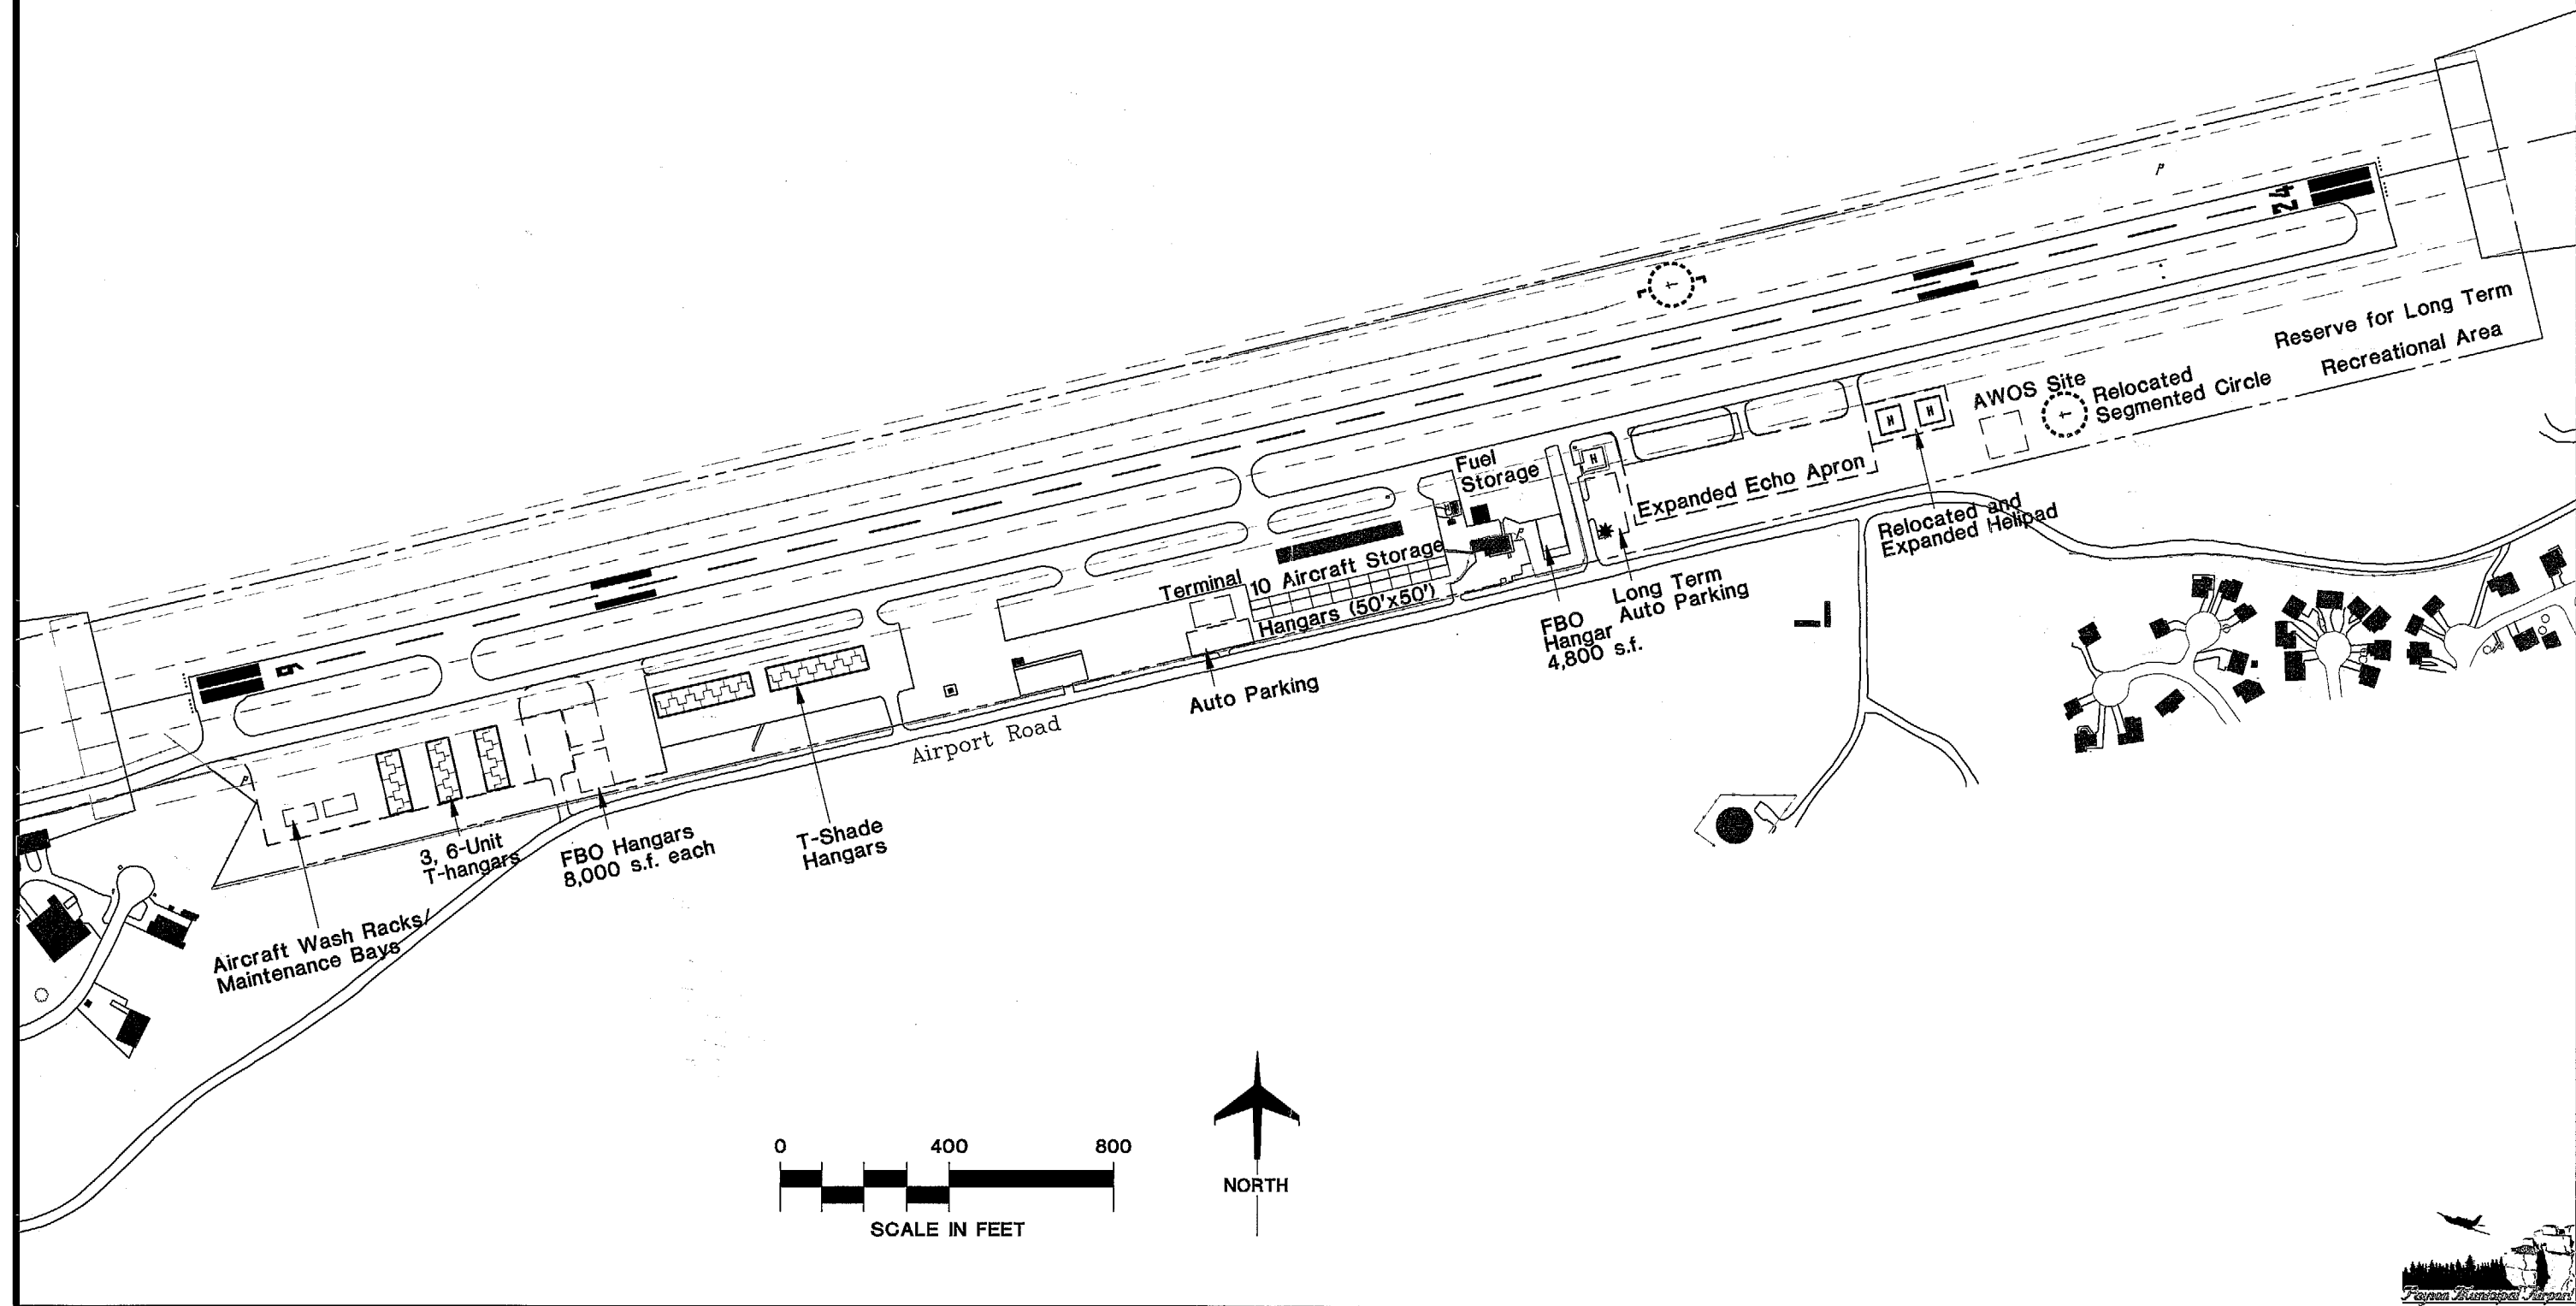 24
Reserve for Long Term
Recreational Area
AWOS Site
Relocated
Segmented Circle
H
H
Relocated and
Expanded Helipad
Expanded Echo Apron
H
Fuel
Storage
Long Term
Auto Parking
FBO
Hangar
4,800 s.f.
10 Aircraft Storage
Hangars (50'x50')
Terminal
Auto Parking
Airport Road
T-Shade
Hangars
FBO Hangars
8,000 s.f. each
3, 6-Unit
T-hangars
Aircraft Wash Racks/
Maintenance Bays
0 400 800
SCALE IN FEET
NORTH
Payson Municipal Airport